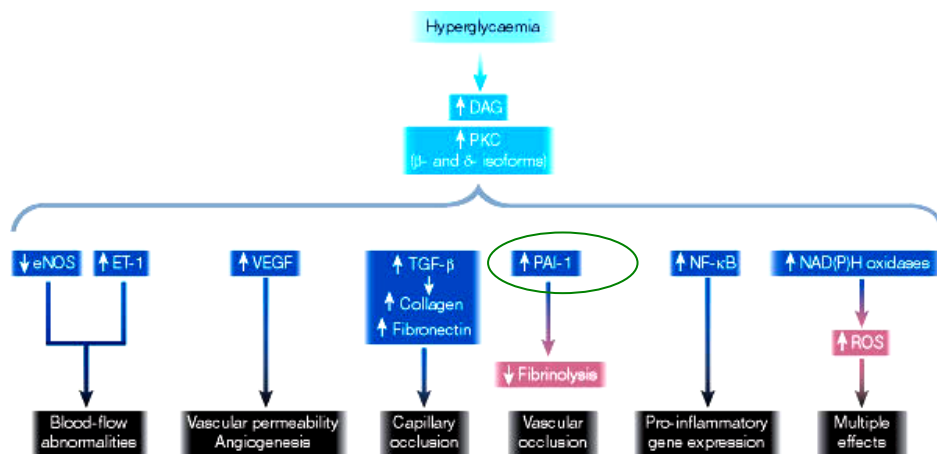 Hyperglycaemia
↑ DAG
↑ PKC
(β- and δ- isoforms)
↓ eNOS
↑ ET-1
↑ VEGF
↑ TGF-β
↑ Collagen
↑ Fibronectin
↑ PAI-1
↑ NF-κB
↑ NAD(P)H oxidases
↑ ROS
↓ Fibrinolysis
Blood-flow
abnormalities
Vascular permeability
Angiogenesis
Capillary
occlusion
Vascular
occlusion
Pro-inflammatory
gene expression
Multiple
effects